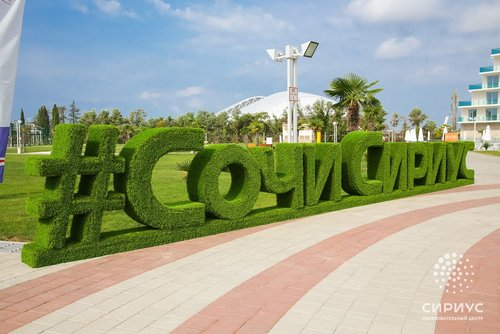 #СочиСириус
СИРИУС
ОБРАЗОВАТЕЛЬНЫЙ ЦЕНТР